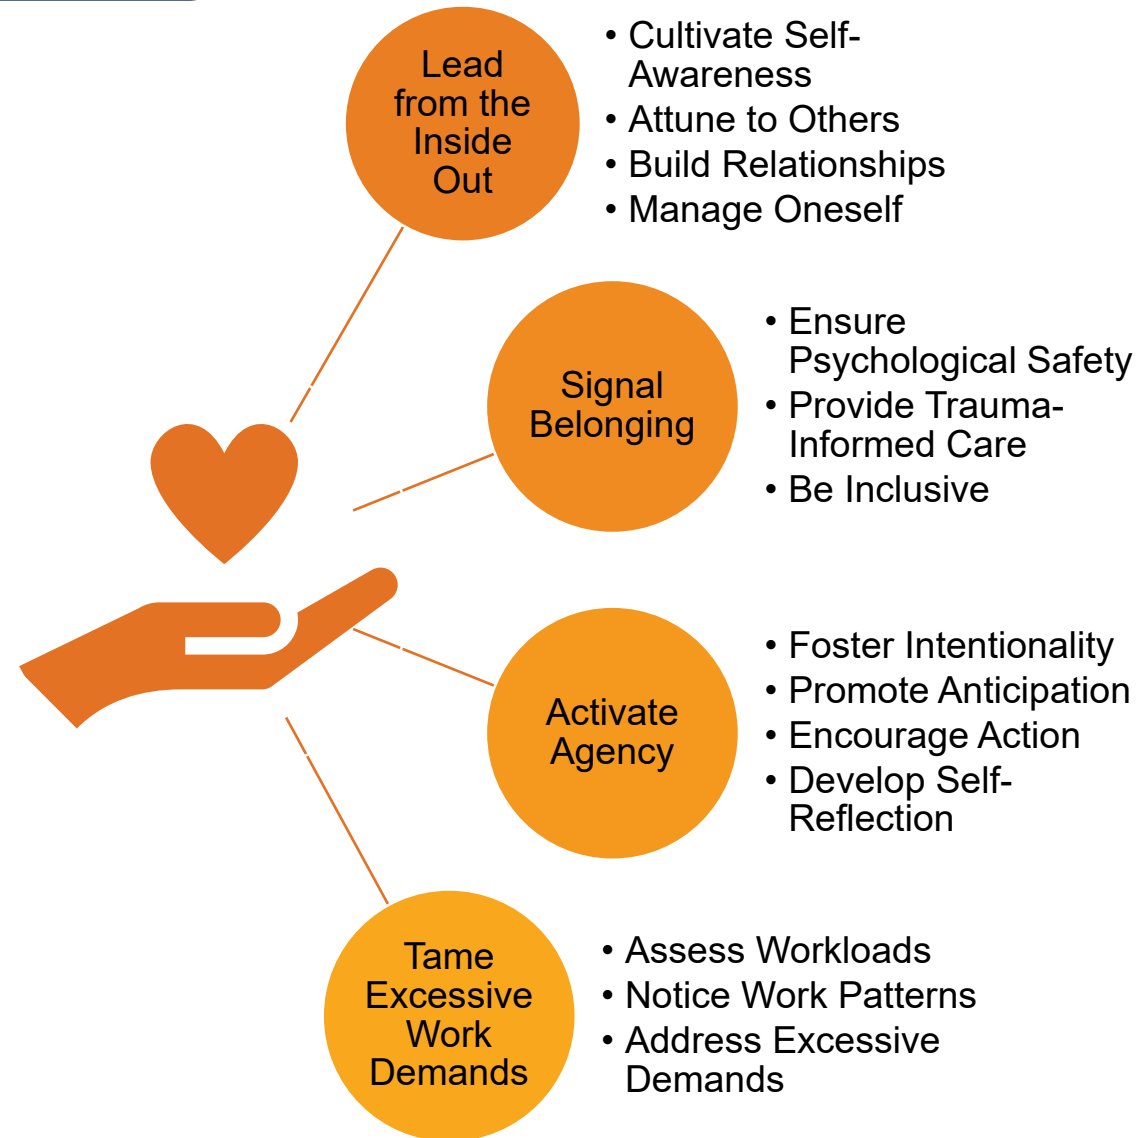 Lead
from the
Inside
Out
• Cultivate Self-
Awareness
• Attune to Others
• Build Relationships
• Manage Oneself
Signal
Belonging
• Ensure
Psychological Safety
• Provide Trauma-
Informed Care
• Be Inclusive
Activate
Agency
• Foster Intentionality
• Promote Anticipation
• Encourage Action
• Develop Self-
Reflection
Tame
Excessive
Work
Demands
• Assess Workloads
• Notice Work Patterns
• Address Excessive
Demands